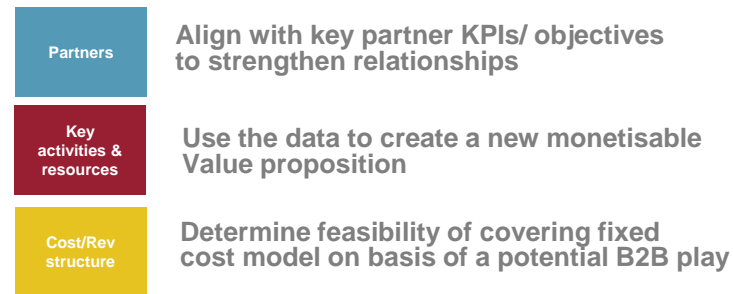 Partners
Align with key partner KPIs/ objectives
to strengthen relationships
Key
activities &
resources
Use the data to create a new monetisable
Value proposition
Cost/Rev
structure
Determine feasibility of covering fixed
cost model on basis of a potential B2B play